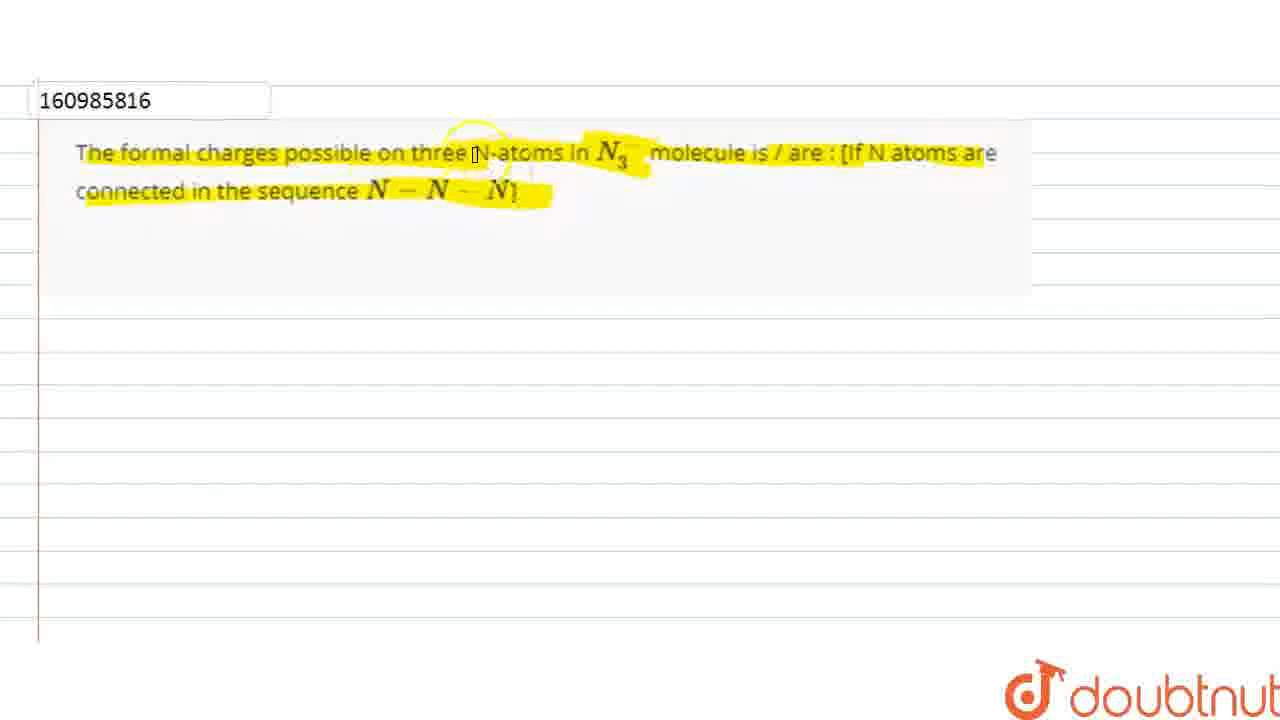 160985816
The formal charges possible on three N-atoms in N₃⁻ molecule is / are : [If N atoms are
connected in the sequence N − N − N]
doubtnut